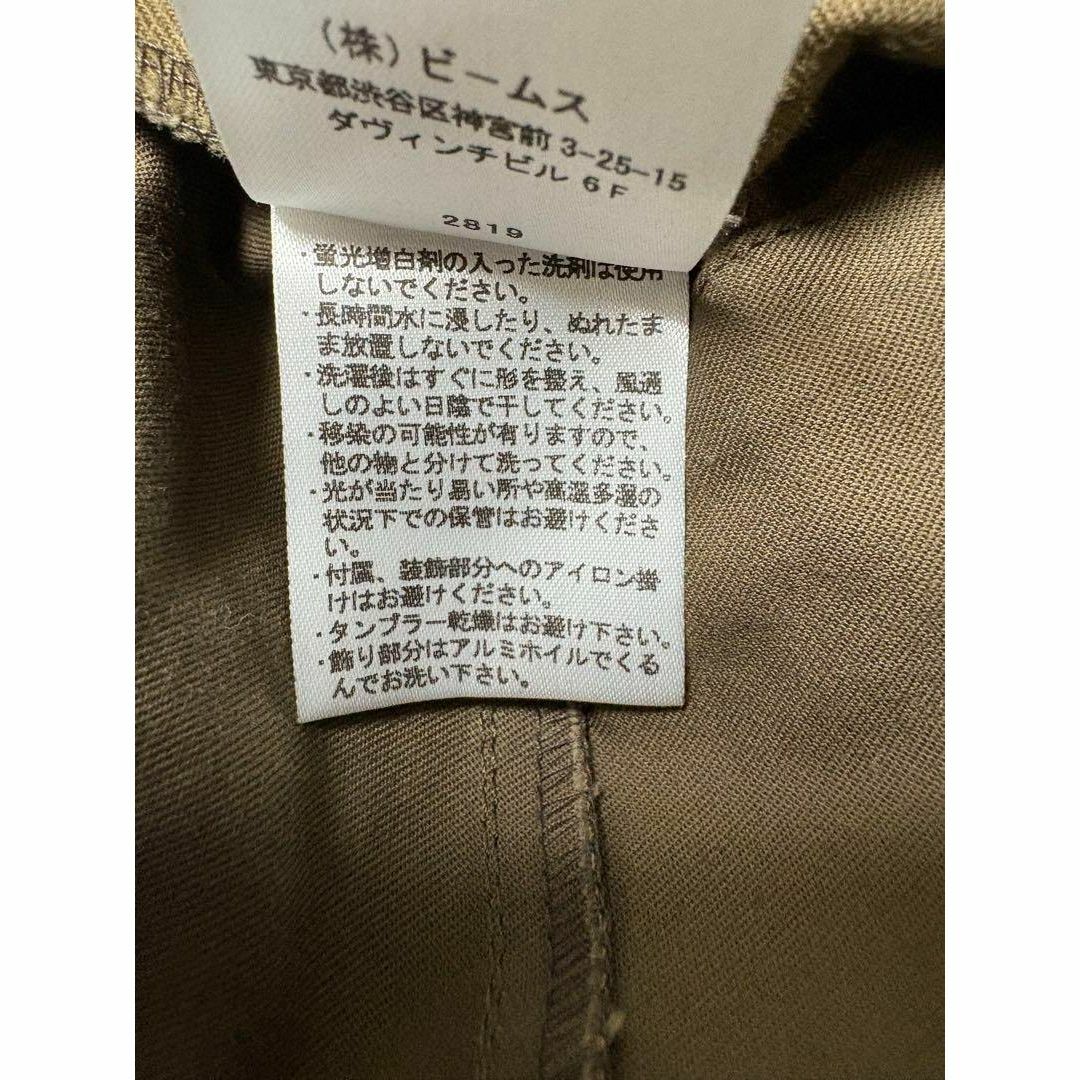 (株)ビームス
東京都渋谷区神宮前3-25-15
ダヴィンチビル 6F
2819
・蛍光増白剤の入った洗剤は使用
しないでください。
・長時間水に浸したり、ぬれたま
ま放置しないでください。
・洗濯後はすぐに形を整え、風通
しのよい日陰で干してください。
・移染の可能性が有りますので、
他の物と分けて洗ってください。
・光が当たり易い所や高温多湿の
状況下での保管はお避けくださ
い。
・付属、装飾部分へのアイロン掛
けはお避けください。
・タンブラー乾燥はお避け下さい。
・飾り部分はアルミホイルでくる
んでお洗い下さい。